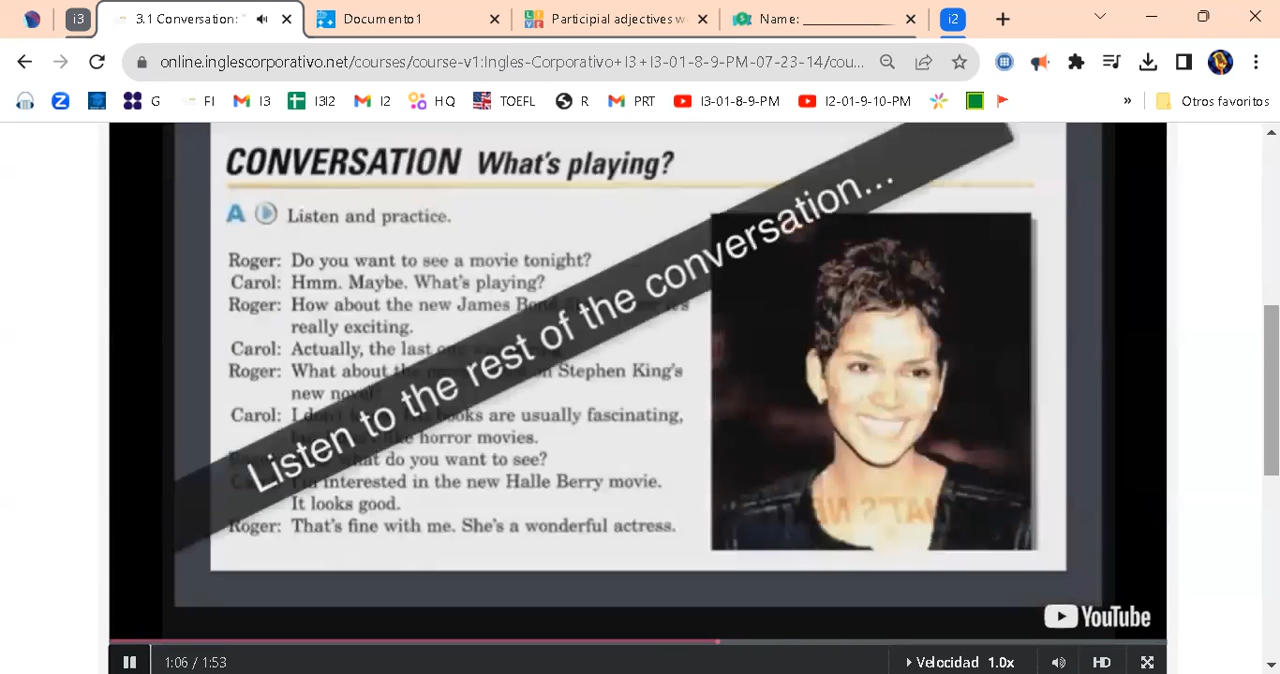 i3
3.1 Conversation: "
Documento1
Participial adjectives w
Name: ____________
i2
online.inglescorporativo.net/courses/course-v1:Ingles-Corporativo+I3+I3-01-8-9-PM-07-23-14/cou...
G
FI
I3
I3I2
I2
HQ
TOEFL
R
PRT
I3-01-8-9-PM
I2-01-9-10-PM
»
Otros favoritos
CONVERSATION What's playing?
A Listen and practice.
Roger: Do you want to see a movie tonight?
Carol: Hmm. Maybe. What's playing?
Roger: How about the new James Bond
really exciting.
Carol: Actually, the last
Roger: What about Stephen King's
new novel
Carol: I books are usually fascinating,
like horror movies.
what do you want to see?
I'm interested in the new Halle Berry movie.
It looks good.
Roger: That's fine with me. She's a wonderful actress.
Listen to the rest of the conversation...
YouTube
1:06 / 1:53
Velocidad 1.0x
HD